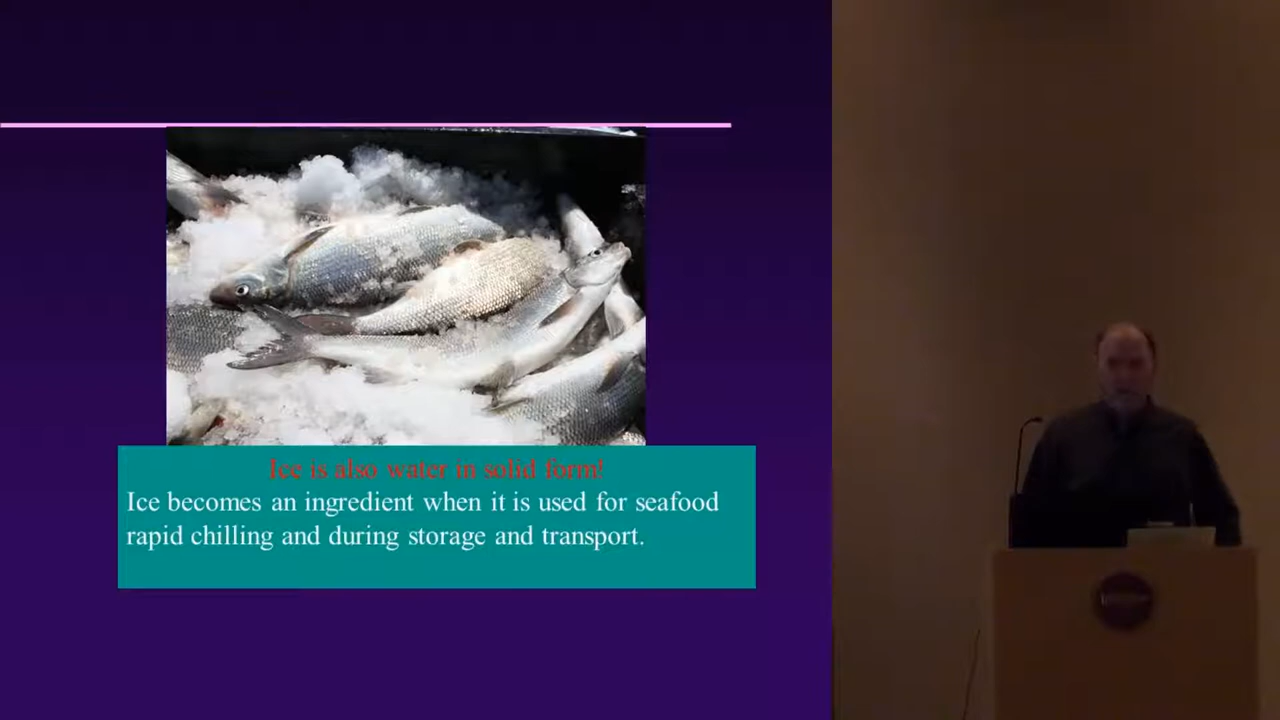 Ice is also water in solid form!
Ice becomes an ingredient when it is used for seafood
rapid chilling and during storage and transport.